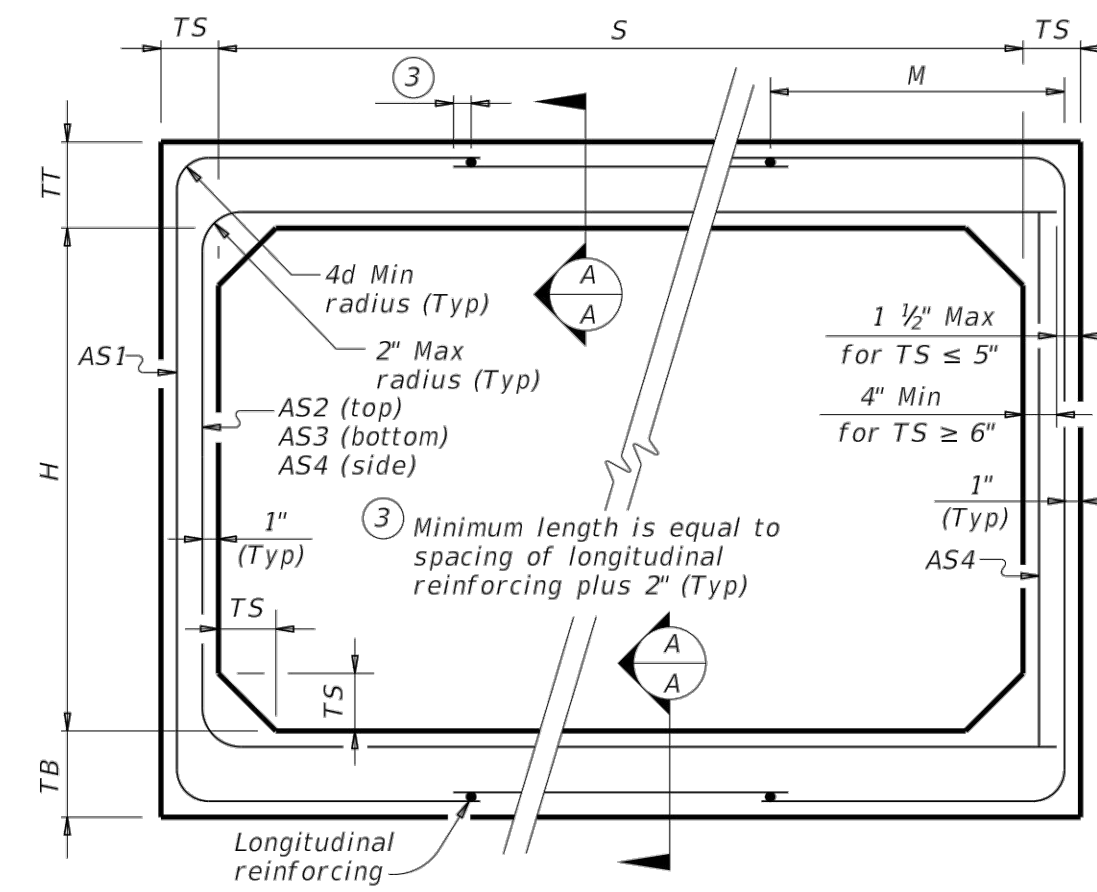 TS
S
TS
3
M
TT
4d Min
radius (Typ)
A
A
1 ½" Max
for TS ≤ 5"
AS1
2" Max
radius (Typ)
AS2 (top)
AS3 (bottom)
AS4 (side)
4" Min
for TS ≥ 6"
H
1"
(Typ)
3 Minimum length is equal to
spacing of longitudinal
reinforcing plus 2" (Typ)
1"
(Typ)
AS4
TS
TS
A
A
TB
Longitudinal
reinforcing